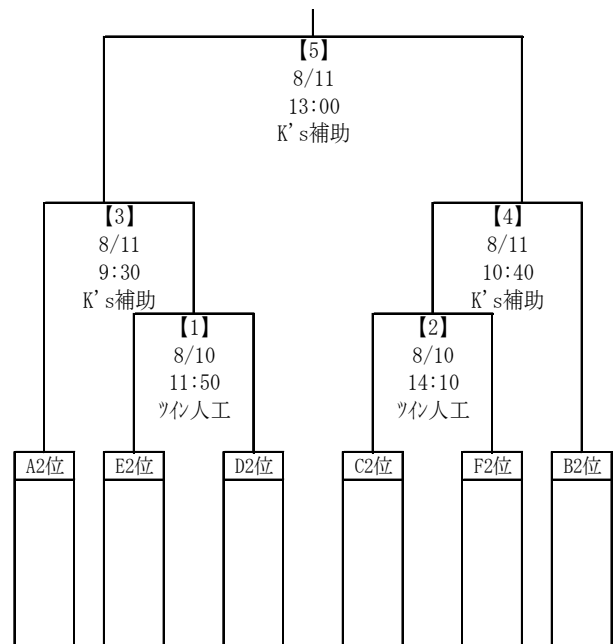 【5】
8/11
13:00
K's補助
【3】
8/11
9:30
K's補助
【4】
8/11
10:40
K's補助
【1】
8/10
11:50
ﾂｲﾝ人工
【2】
8/10
14:10
ﾂｲﾝ人工
A2位
E2位
D2位
C2位
F2位
B2位